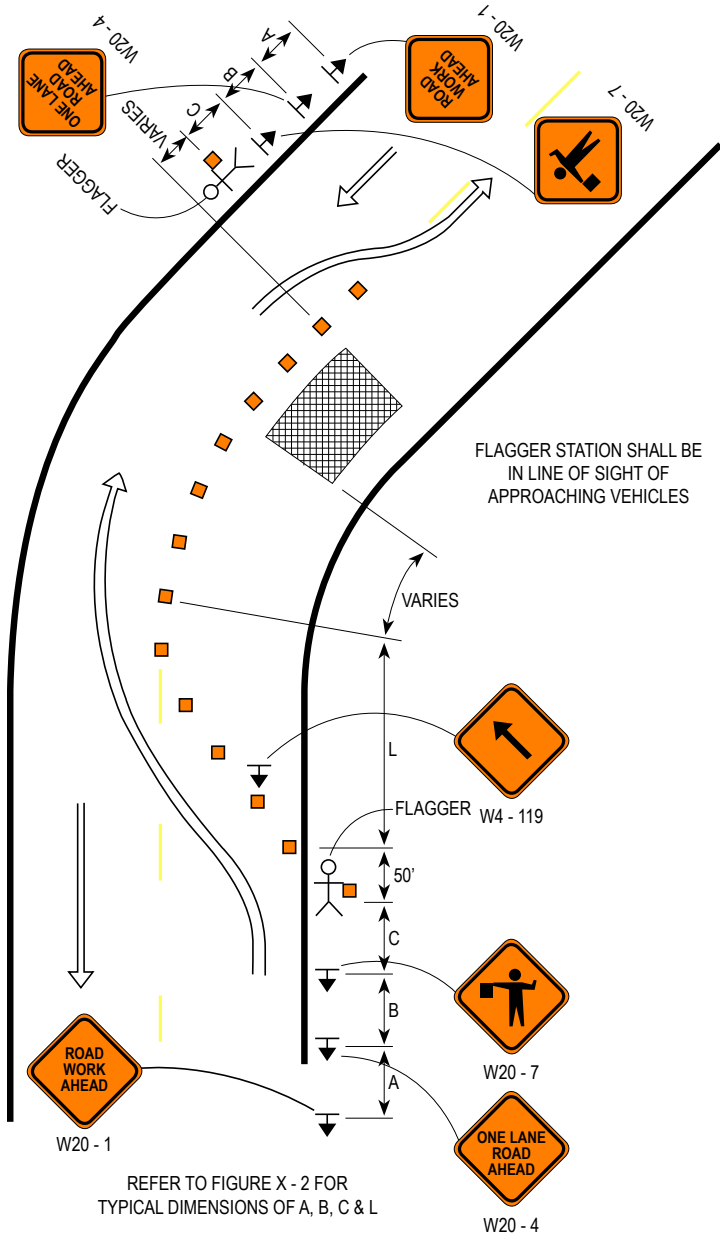 W20 - 4
ONE LANE
ROAD
AHEAD
A
B
C
VARIES
FLAGGER
W20 - 1
ROAD
WORK
AHEAD
W20 - 7
FLAGGER STATION SHALL BE
IN LINE OF SIGHT OF
APPROACHING VEHICLES
VARIES
L
W4 - 119
FLAGGER
50'
C
B
W20 - 7
A
ROAD
WORK
AHEAD
W20 - 1
ONE LANE
ROAD
AHEAD
W20 - 4
REFER TO FIGURE X - 2 FOR
TYPICAL DIMENSIONS OF A, B, C & L